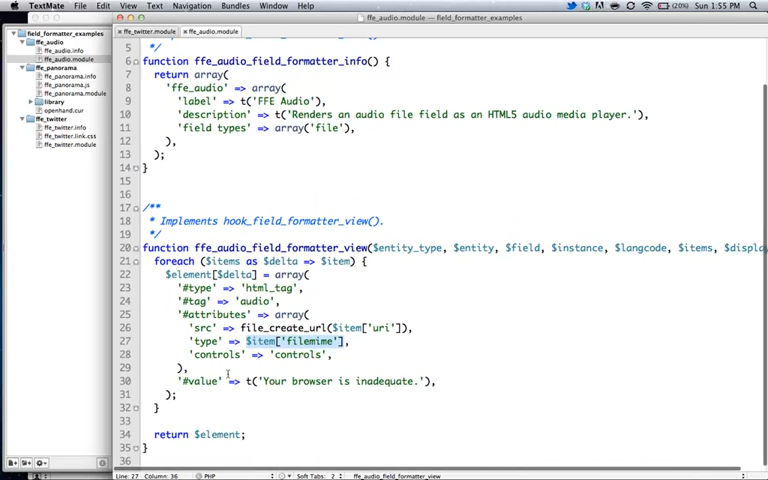 TextMate File Edit View Text Navigation Bundles Window Help (20%) Sun 1:55 PM
ffe_audio.module — field_formatter_examples
ffe_twitter.module ffe_audio.module
field_formatter_examples
ffe_audio
ffe_audio.info
ffe_audio.module
ffe_panorama
ffe_panorama.info
ffe_panorama.js
ffe_panorama.module
library
openhand.cur
ffe_twitter
ffe_twitter.info
ffe_twitter.link.css
ffe_twitter.module
5 */
6 function ffe_audio_field_formatter_info() {
7 return array(
8 'ffe_audio' => array(
9 'label' => t('FFE Audio'),
10 'description' => t('Renders an audio file field as an HTML5 audio media player.'),
11 'field types' => array('file'),
12 ),
13 );
14 }
15
16
17 /**
18 * Implements hook_field_formatter_view().
19 */
20 function ffe_audio_field_formatter_view($entity_type, $entity, $field, $instance, $langcode, $items, $displa
21 foreach ($items as $delta => $item) {
22 $element[$delta] = array(
23 '#type' => 'html_tag',
24 '#tag' => 'audio',
25 '#attributes' => array(
26 'src' => file_create_url($item['uri']),
27 'type' => $item['filemime'],
28 'controls' => 'controls',
29 ),
30 '#value' => t('Your browser is inadequate.'),
31 );
32 }
33
34 return $element;
35 }
36
Line: 27 Column: 36 PHP Soft Tabs: 2 ffe_audio_field_formatter_view